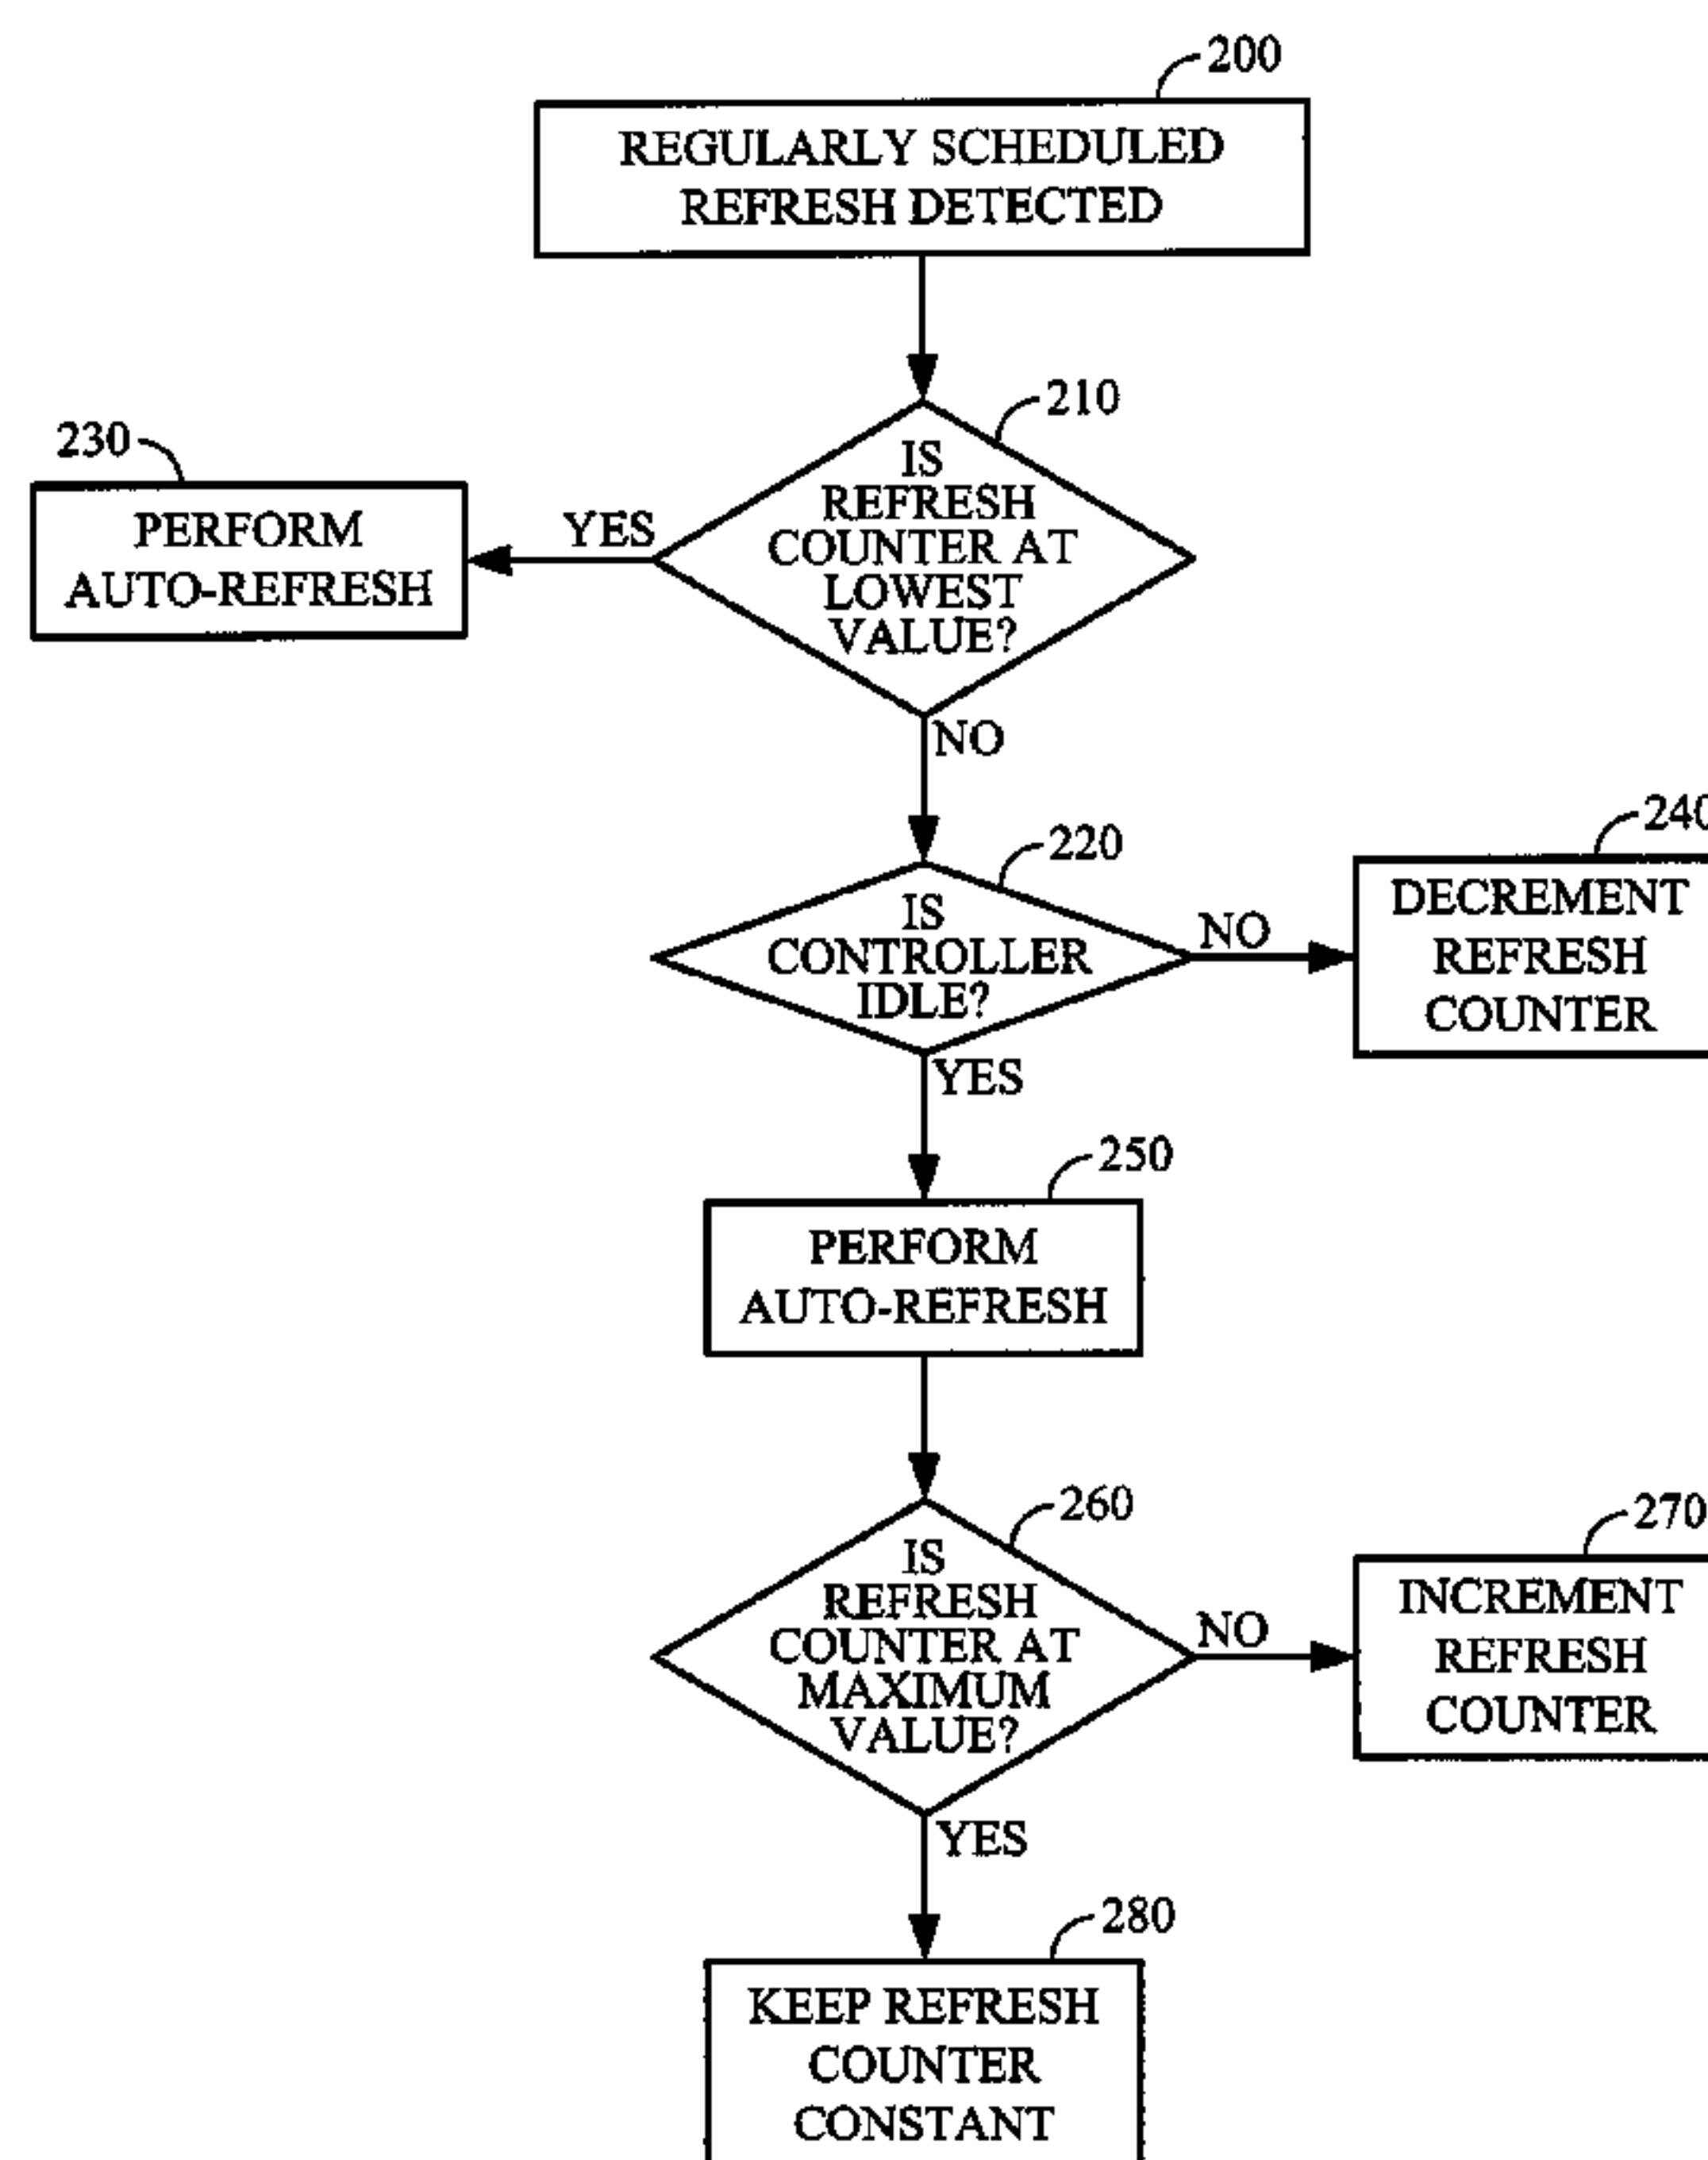 200
REGULARLY SCHEDULED
REFRESH DETECTED
210
IS
REFRESH
COUNTER AT
LOWEST
VALUE?
YES
230
PERFORM
AUTO-REFRESH
NO
220
IS
CONTROLLER
IDLE?
NO
240
DECREMENT
REFRESH
COUNTER
YES
250
PERFORM
AUTO-REFRESH
260
IS
REFRESH
COUNTER AT
MAXIMUM
VALUE?
NO
270
INCREMENT
REFRESH
COUNTER
YES
280
KEEP REFRESH
COUNTER
CONSTANT